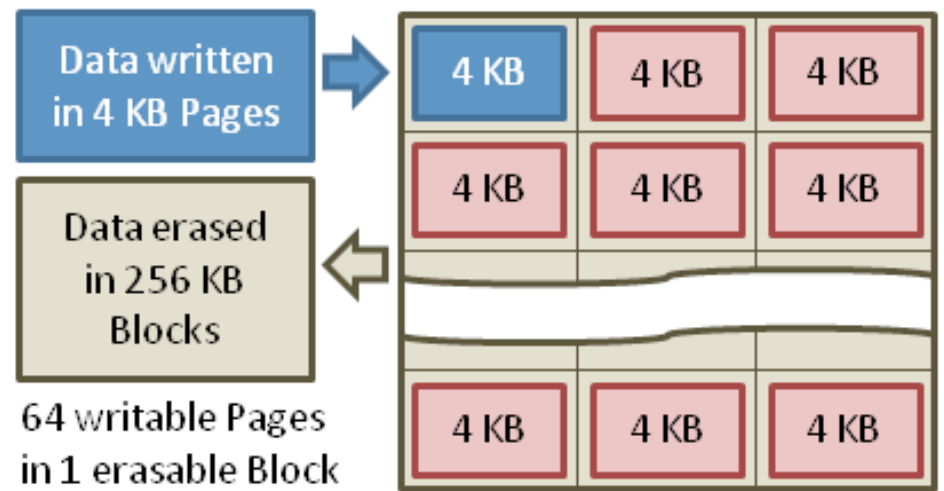 Data written
in 4 KB Pages
Data erased
in 256 KB
Blocks
64 writable Pages
in 1 erasable Block
4 KB 4 KB 4 KB
4 KB 4 KB 4 KB
4 KB 4 KB 4 KB